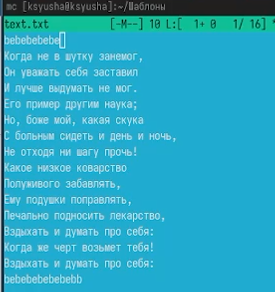 mc [ksyusha@ksyusha]:~/Шаблоны
text.txt [-M--] 10 L:[ 1+ 0 1/ 16] *
bebebebebe
Когда не в шутку занемог,
Он уважать себя заставил
И лучше выдумать не мог.
Его пример другим наука;
Но, боже мой, какая скука
С больным сидеть и день и ночь,
Не отходя ни шагу прочь!
Какое низкое коварство
Полуживого забавлять,
Ему подушки поправлять,
Печально подносить лекарство,
Вздыхать и думать про себя:
Когда же черт возьмет тебя!
Вздыхать и думать про себя:
bebebebebebebb